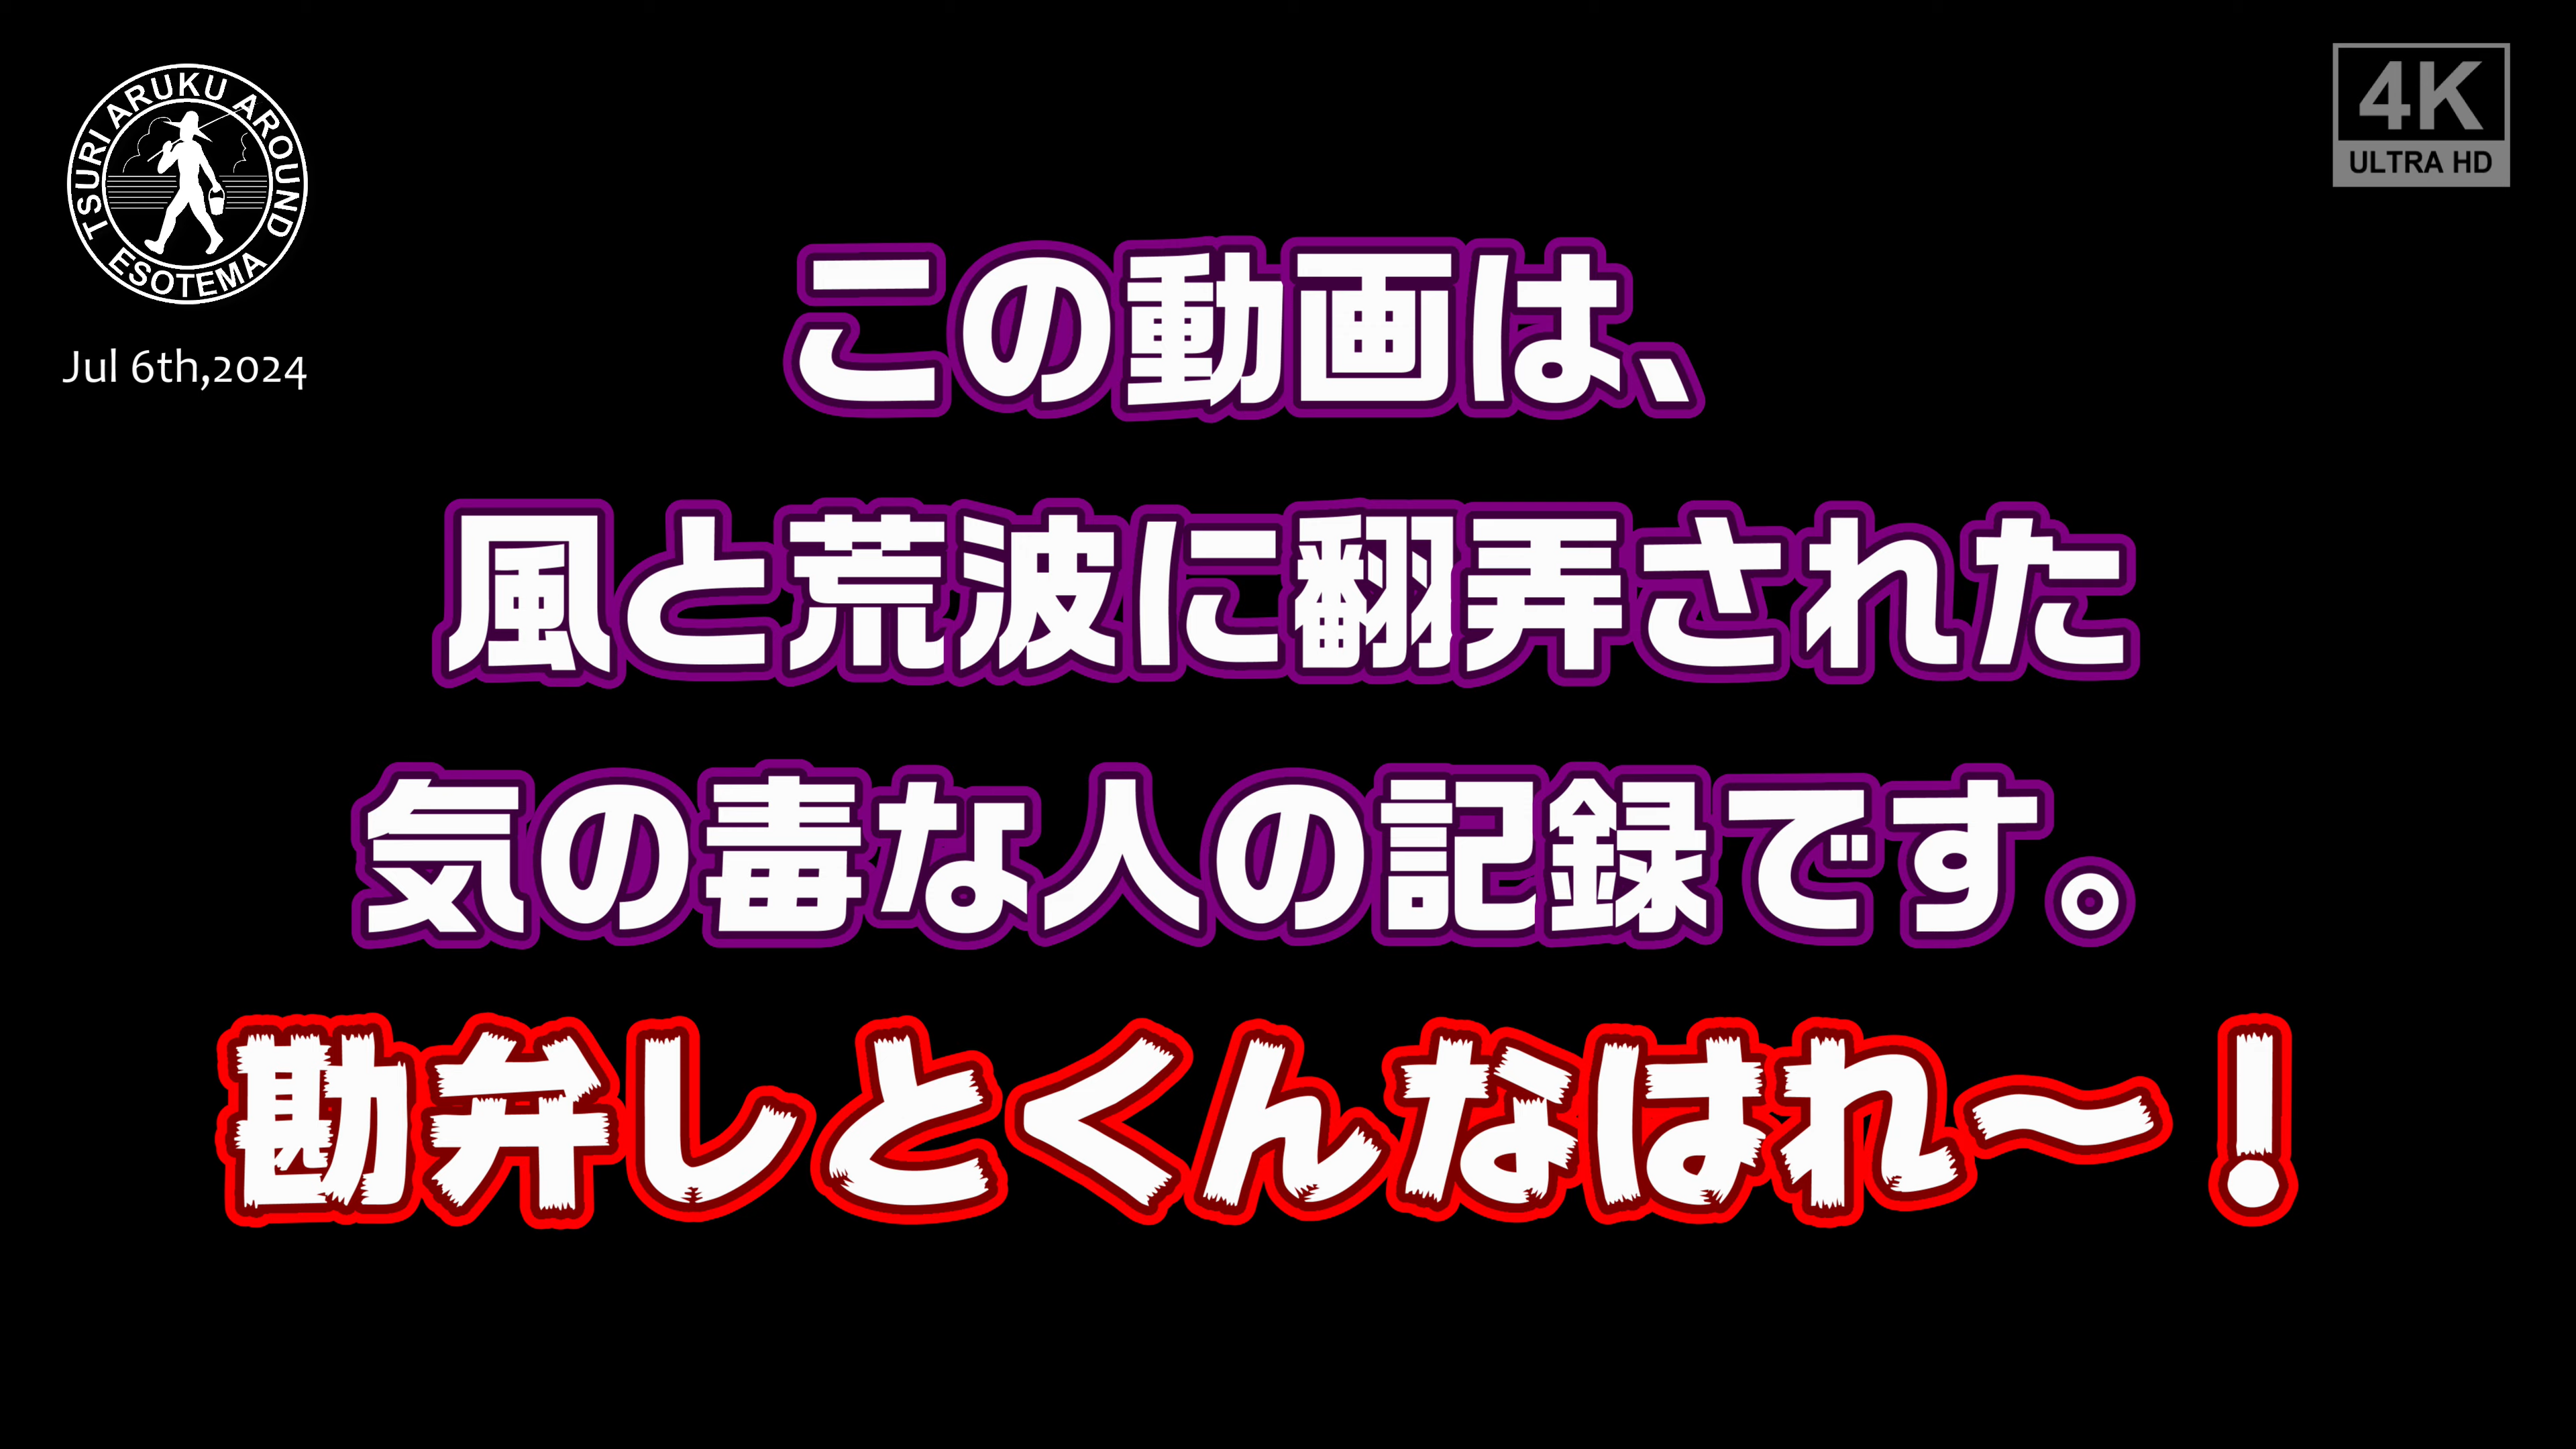 TSURI ARUKU AROUND
ESOTEMA
Jul 6th,2024
4K
ULTRA HD
この動画は、
風と荒波に翻弄された
気の毒な人の記録です。
勘弁しとくんなはれ～！